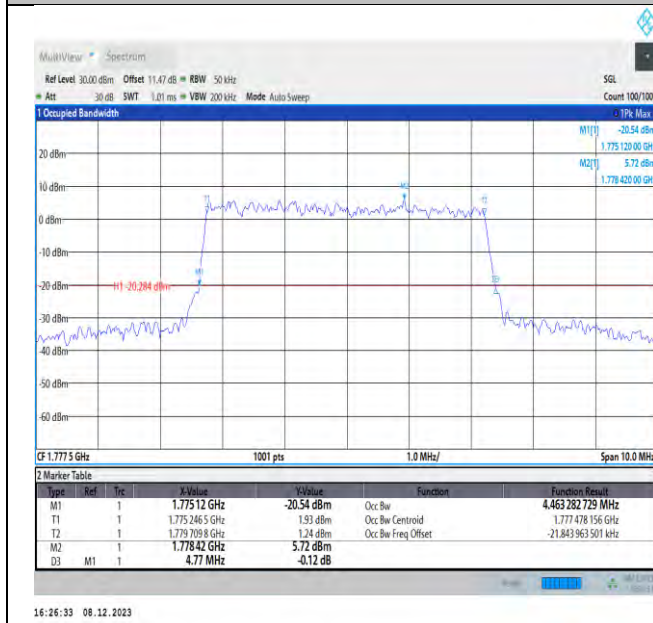 MultiView Spectrum
Ref Level 30.00 dBm Offset 11.47 dB RBW 50 kHz SGL
Att 30 dB SWT 1.01 ms VBW 200 kHz Mode Auto Sweep Count 100/100
1 Occupied Bandwidth 1Pk Max
M1[1] -20.54 dBm
1.775 120 00 GH
M2[1] 5.72 dBm
1.778 420 00 GH
20 dBm
10 dBm
M2
T1
T2
0 dBm
-10 dBm
M1
D3
-20 dBm
H1 -20.284 dBm
-30 dBm
-40 dBm
-50 dBm
-60 dBm
CF 1.777 5 GHz 1001 pts 1.0 MHz/ Span 10.0 MHz
2 Marker Table
Type Ref Trc X-Value Y-Value Function Function Result
M1 1 1.775 12 GHz -20.54 dBm Occ Bw 4.463 282 729 MHz
T1 1 1.775 246 5 GHz 1.93 dBm Occ Bw Centroid 1.777 478 156 GHz
T2 1 1.779 709 8 GHz 1.24 dBm Occ Bw Freq Offset -21.843 963 501 kHz
M2 1 1.778 42 GHz 5.72 dBm
D3 M1 1 4.77 MHz -0.12 dB
16:26:33 08.12.2023